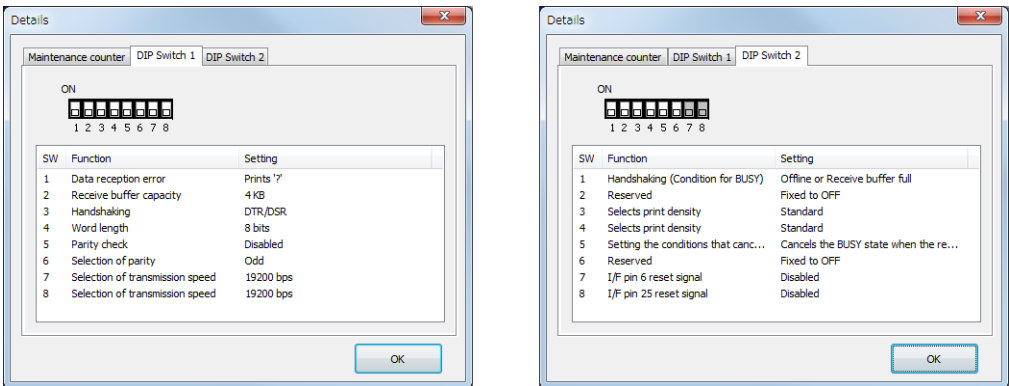 Details
Maintenance counter DIP Switch 1 DIP Switch 2
ON
1 2 3 4 5 6 7 8
SW Function Setting
1 Data reception error Prints '?'
2 Receive buffer capacity 4 KB
3 Handshaking DTR/DSR
4 Word length 8 bits
5 Parity check Disabled
6 Selection of parity Odd
7 Selection of transmission speed 19200 bps
8 Selection of transmission speed 19200 bps
OK
Details
Maintenance counter DIP Switch 1 DIP Switch 2
ON
1 2 3 4 5 6 7 8
SW Function Setting
1 Handshaking (Condition for BUSY) Offline or Receive buffer full
2 Reserved Fixed to OFF
3 Selects print density Standard
4 Selects print density Standard
5 Setting the conditions that canc... Cancels the BUSY state when the re...
6 Reserved Fixed to OFF
7 I/F pin 6 reset signal Disabled
8 I/F pin 25 reset signal Disabled
OK